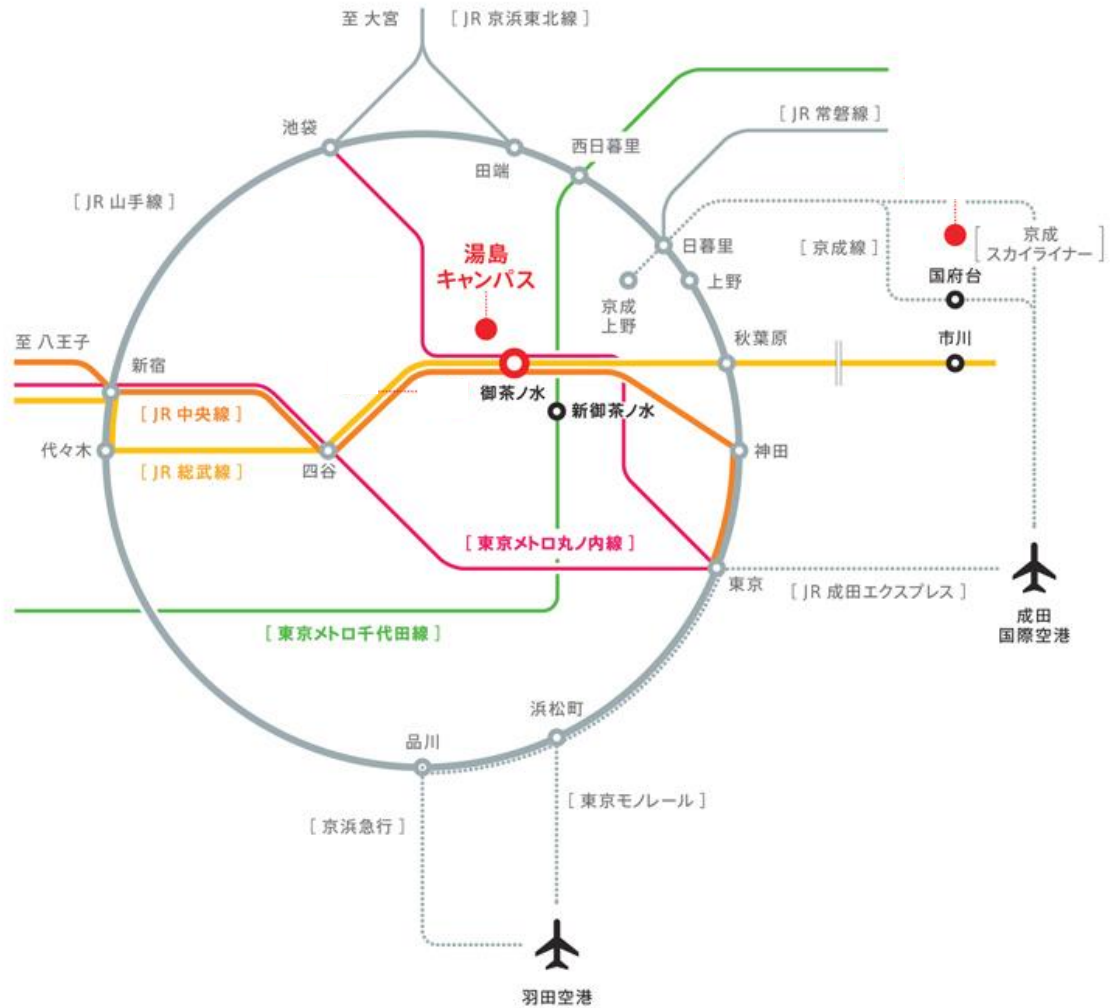 至 大宮
[ JR 京浜東北線 ]
池袋
田端
西日暮里
[ JR 常磐線 ]
[ JR 山手線 ]
湯島
キャンパス
日暮里
上野
京成
上野
[ 京成線 ]
[ 京成
スカイライナー ]
国府台
市川
至 八王子
新宿
秋葉原
御茶ノ水
新御茶ノ水
[ JR 中央線 ]
代々木
[ JR 総武線 ]
四谷
神田
[ 東京メトロ丸ノ内線 ]
東京
[ JR 成田エクスプレス ]
成田
国際空港
[ 東京メトロ千代田線 ]
浜松町
品川
[ 東京モノレール ]
[ 京浜急行 ]
羽田空港